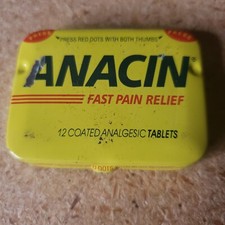 PRESS RED DOTS WITH BOTH THUMBS
ANACIN
FAST PAIN RELIEF
12 COATED ANALGESIC TABLETS